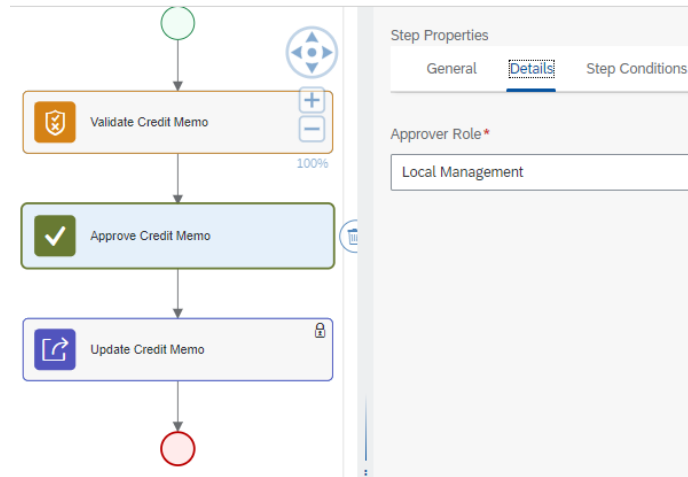 Step Properties
General Details Step Conditions
Validate Credit Memo
100%
Approver Role*
Local Management
Approve Credit Memo
Update Credit Memo